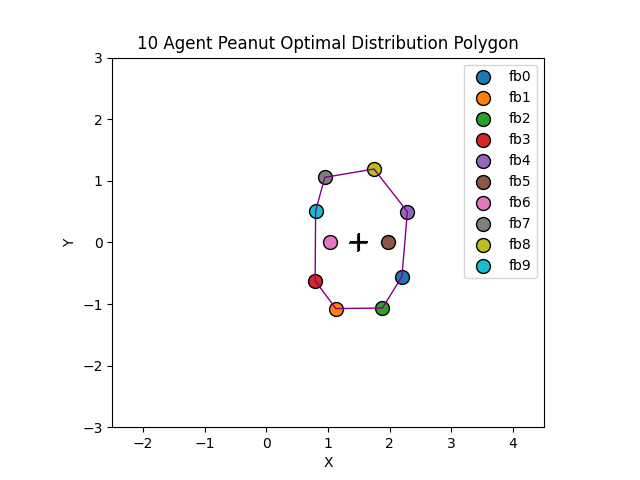 10 Agent Peanut Optimal Distribution Polygon
3
2
1
0
−1
−2
−3
Y
−2 −1 0 1 2 3 4
X
fb0
fb1
fb2
fb3
fb4
fb5
fb6
fb7
fb8
fb9